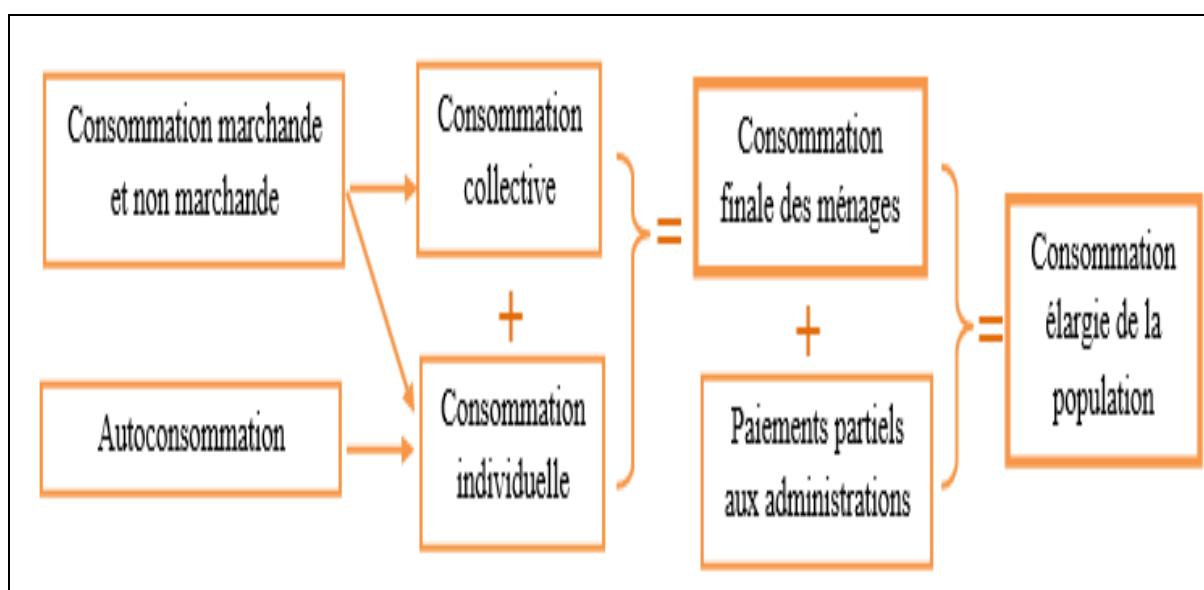 Consommation marchande
et non marchande
Autoconsommation
Consommation
collective
+
Consommation
individuelle
=
Consommation
finale des ménages
+
Paiements partiels
aux administrations
=
Consommation
élargie de la
population